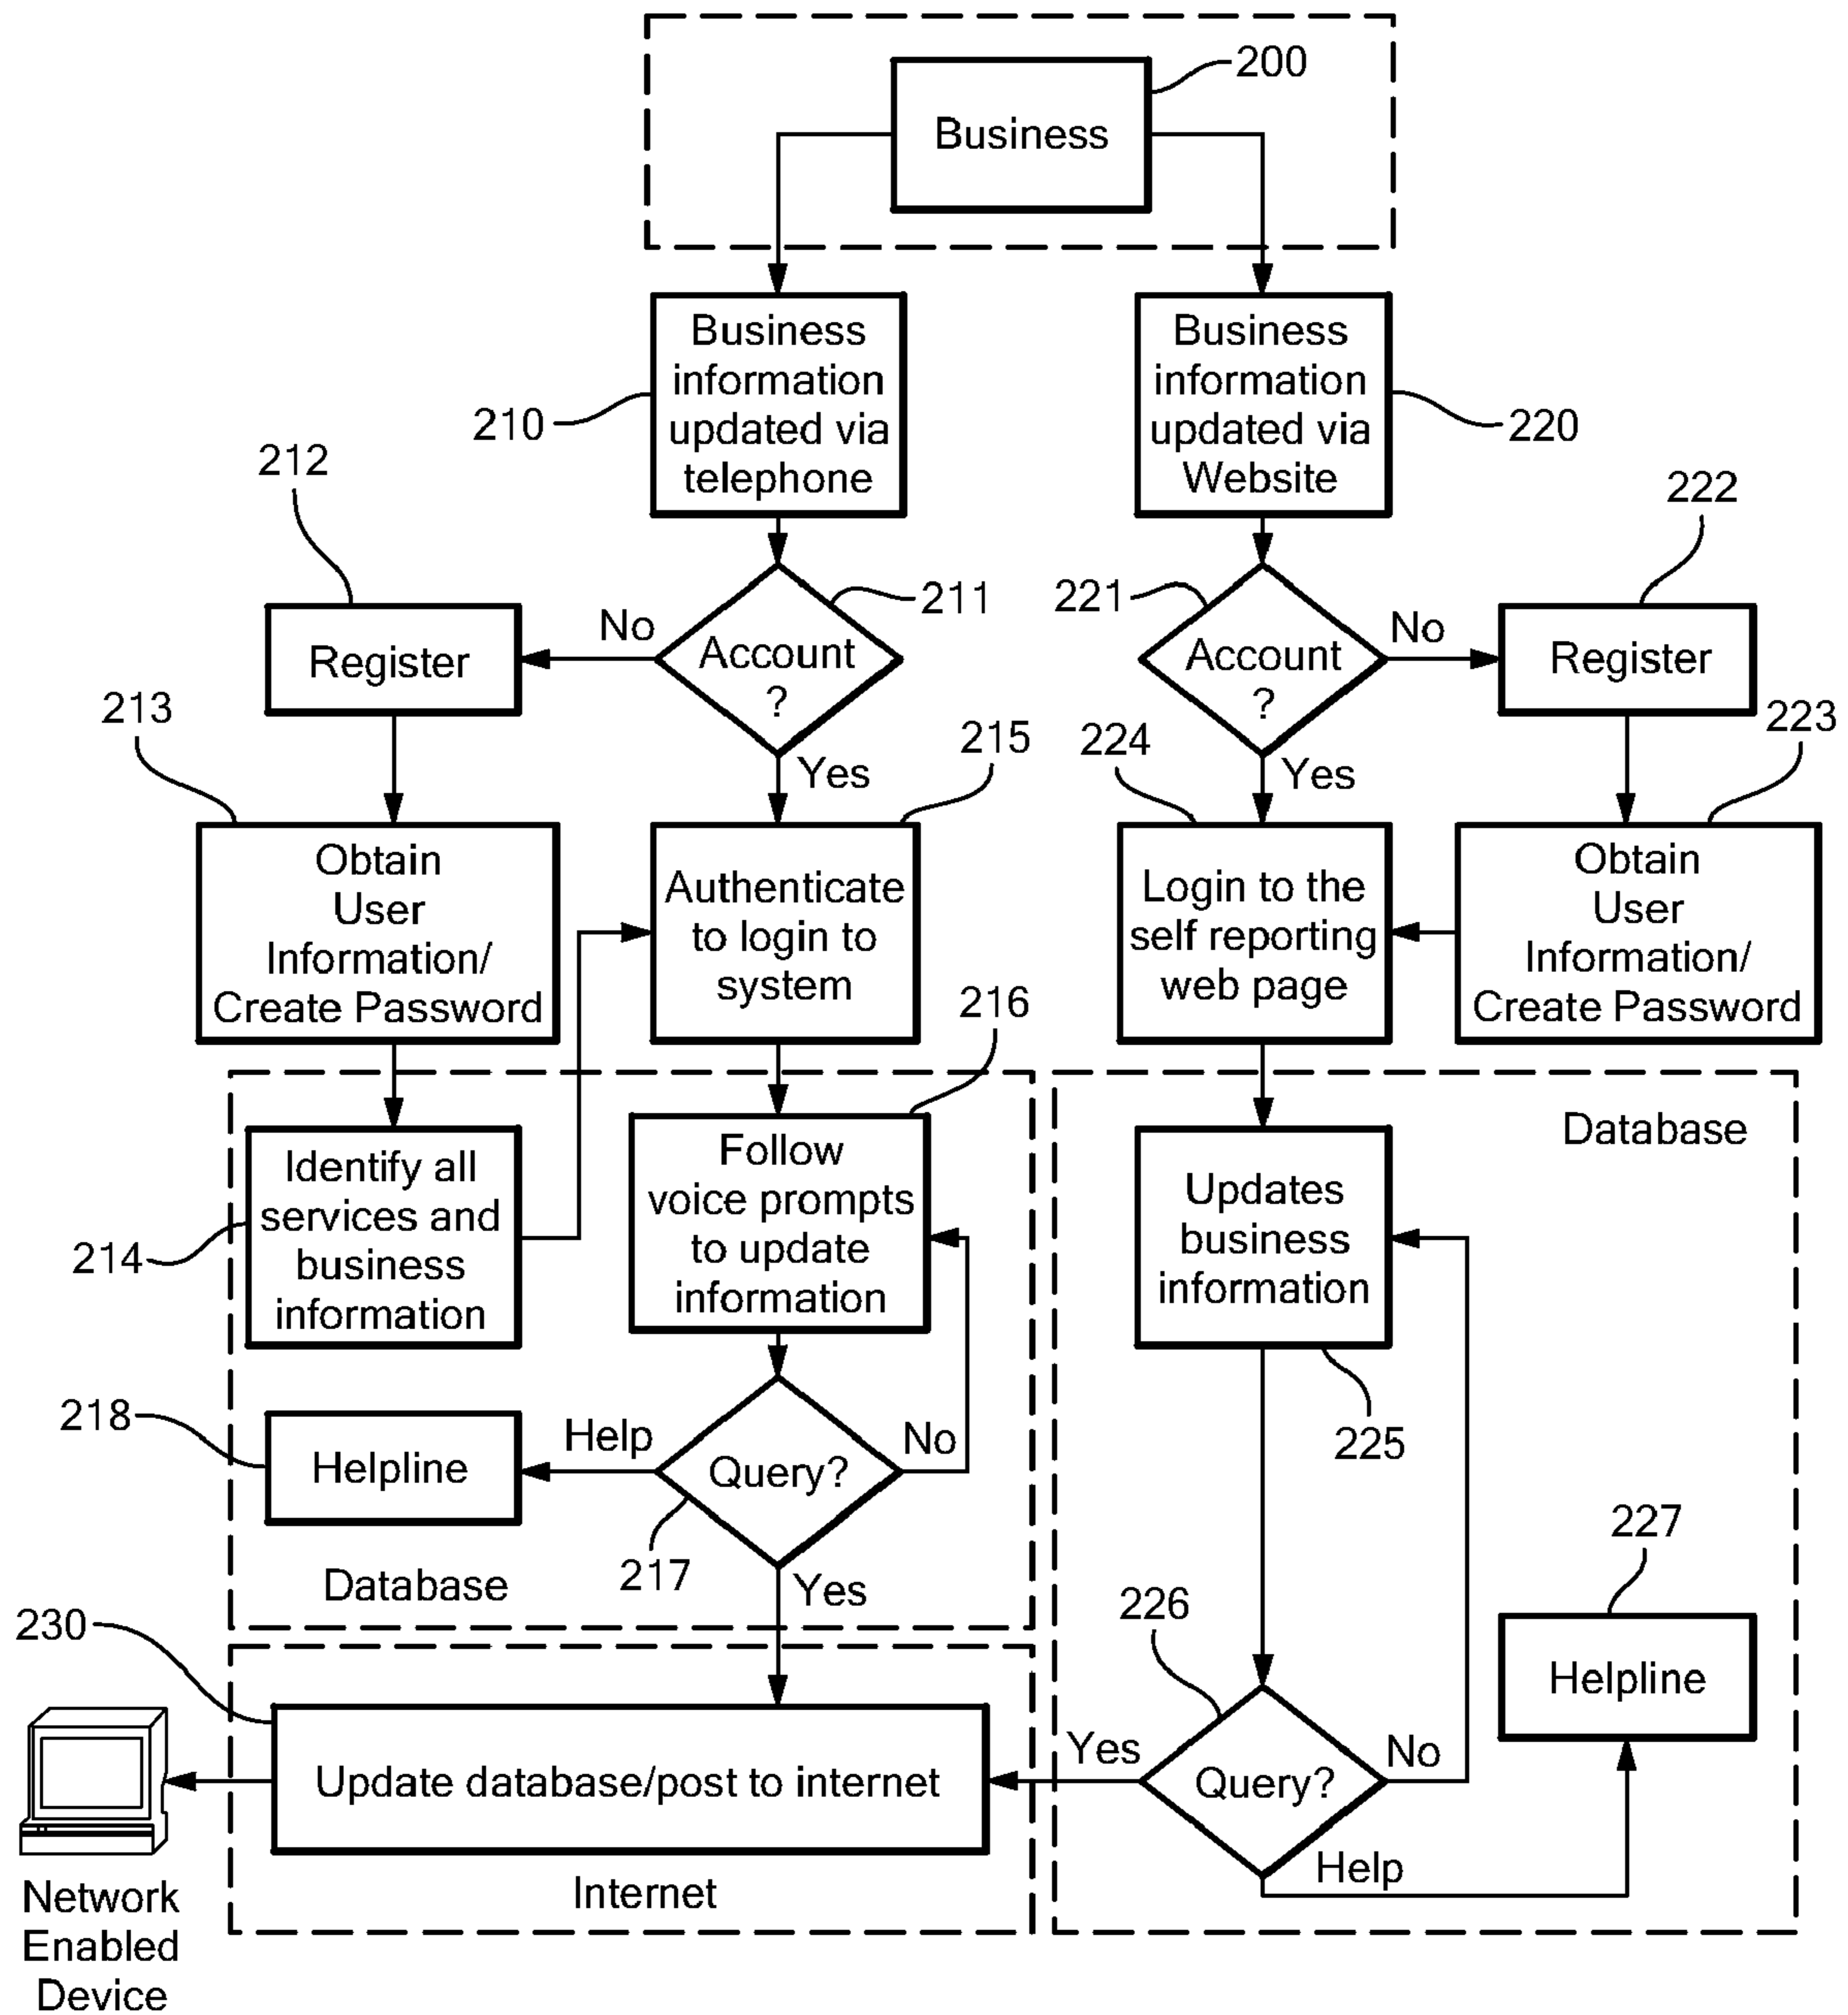 200
Business
Business
information
updated via
telephone
210
Business
information
updated via
Website
220
212
222
211
221
No
Register
Account
?
Account
?
No
Register
213
Yes
215
224
Yes
223
Obtain
User
Information/
Create Password
Authenticate
to login to
system
Login to the
self reporting
web page
Obtain
User
Information/
Create Password
216
Identify all
services and
business
information
214
Follow
voice prompts
to update
information
Database
Updates
business
information
225
218
Helpline
Help
Query?
No
217
Database
Yes
227
Helpline
226
230
Update database/post to internet
Yes
Query?
No
Help
Internet
Network
Enabled
Device